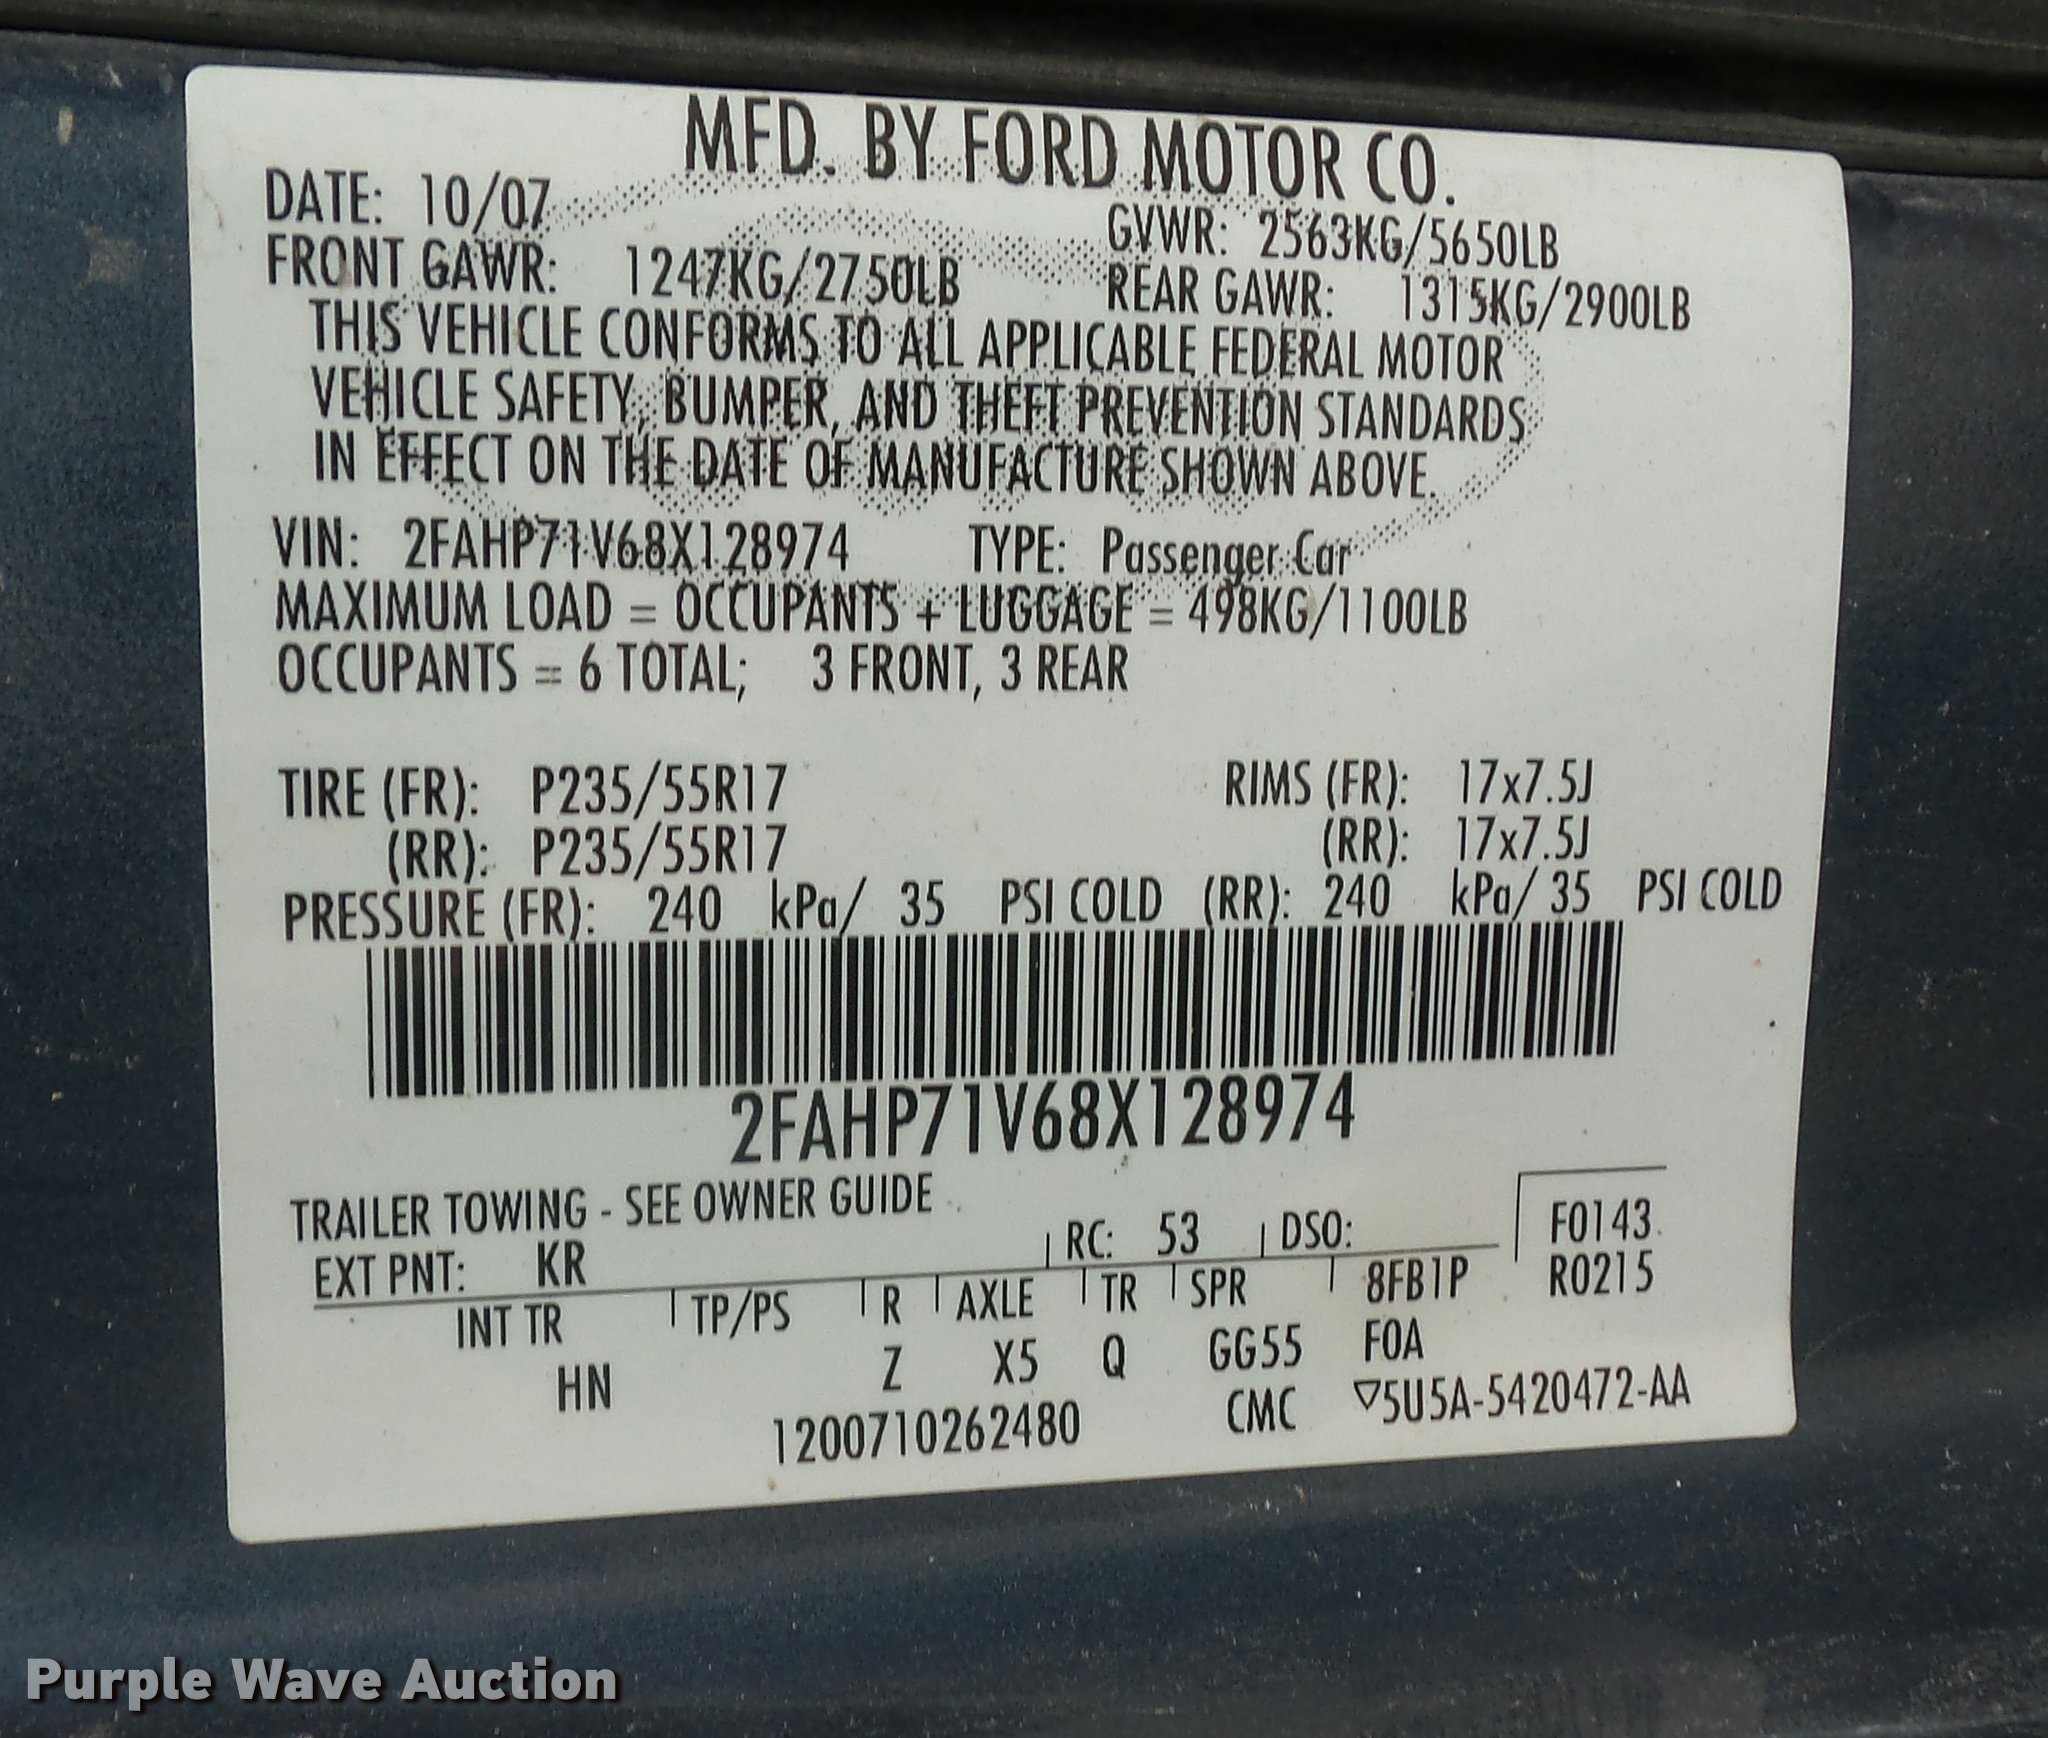 MFD. BY FORD MOTOR CO.
DATE: 10/07 GVWR: 2563KG/5650LB
FRONT GAWR: 1247KG/2750LB REAR GAWR: 1315KG/2900LB
THIS VEHICLE CONFORMS TO ALL APPLICABLE FEDERAL MOTOR
VEHICLE SAFETY, BUMPER, AND THEFT PREVENTION STANDARDS
IN EFFECT ON THE DATE OF MANUFACTURE SHOWN ABOVE.
VIN: 2FAHP71V68X128974 TYPE: Passenger Car
MAXIMUM LOAD = OCCUPANTS + LUGGAGE = 498KG/1100LB
OCCUPANTS = 6 TOTAL; 3 FRONT, 3 REAR
TIRE (FR): P235/55R17 RIMS (FR): 17x7.5J
(RR): P235/55R17 (RR): 17x7.5J
PRESSURE (FR): 240 kPa/ 35 PSI COLD (RR): 240 kPa/ 35 PSI COLD
2FAHP71V68X128974
TRAILER TOWING - SEE OWNER GUIDE
EXT PNT: KR RC: 53 DSO: F0143
INT TR TP/PS R AXLE TR SPR 8FB1P R0215
HN Z X5 Q GG55 F0A
1200710262480 CMC ▽5U5A-5420472-AA
Purple Wave Auction